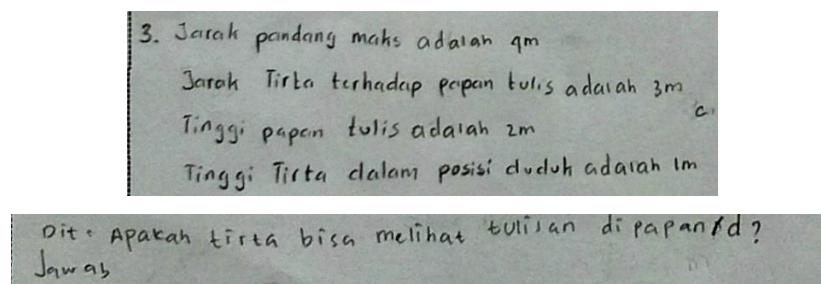 3. Jarak pandang maks adalah 4m
Jarak Tirta terhadap papan tulis adalah 3m
c.
Tinggi papan tulis adalah 2m
Tinggi Tirta dalam posisi duduk adalah 1m
Dit : Apakah tirta bisa melihat tulisan di papan td?
Jawab